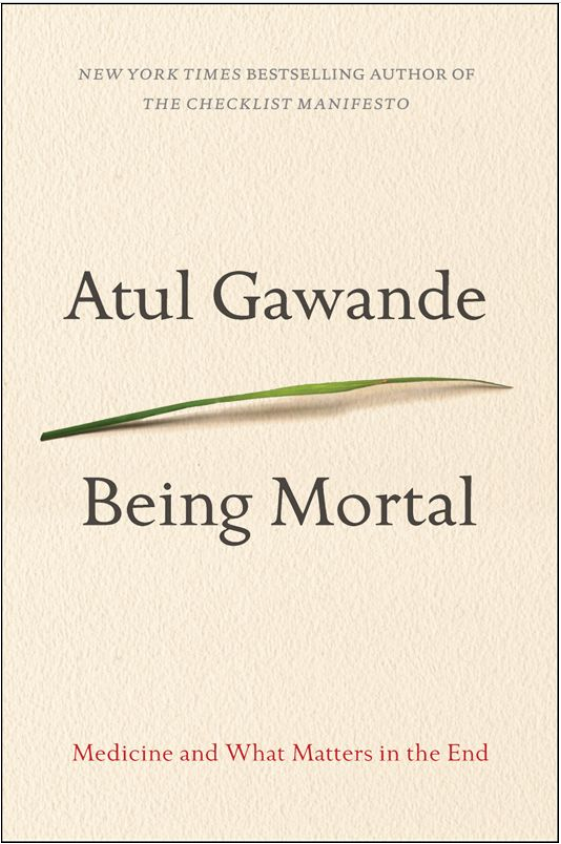 NEW YORK TIMES BESTSELLING AUTHOR OF
THE CHECKLIST MANIFESTO
Atul Gawande
Being Mortal
Medicine and What Matters in the End